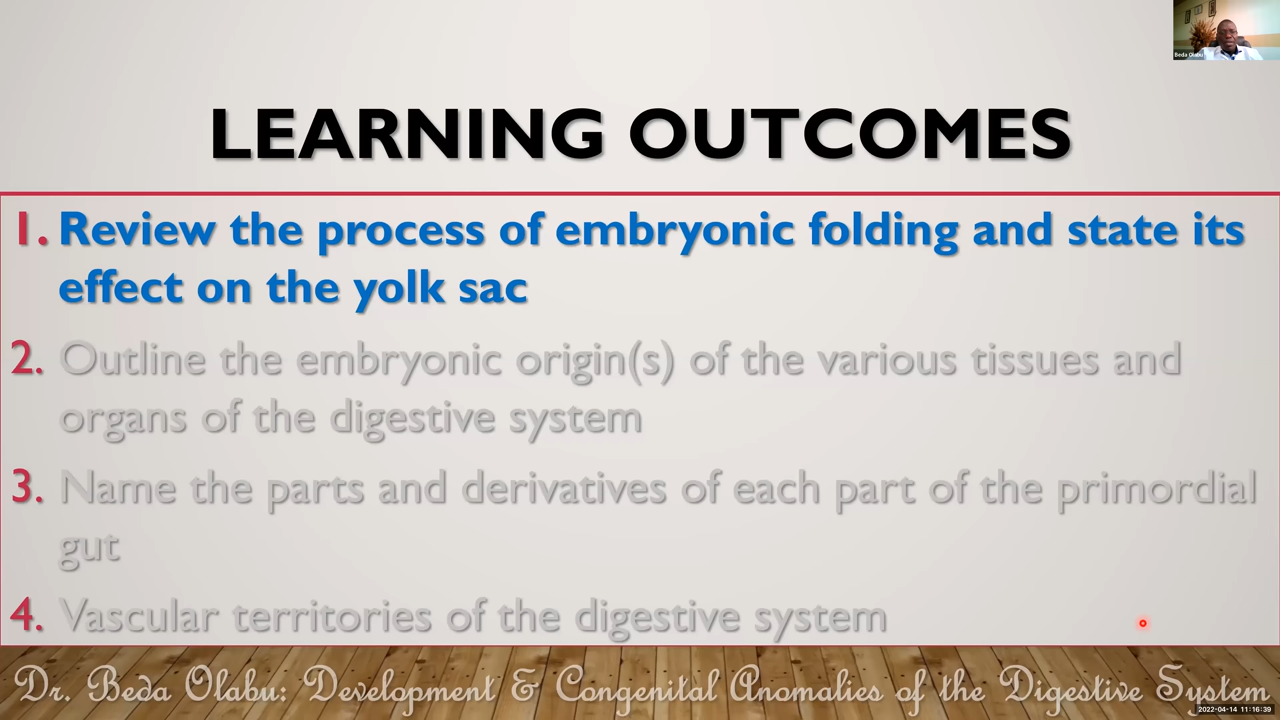 Beda Olabu
LEARNING OUTCOMES
1. Review the process of embryonic folding and state its
effect on the yolk sac
2. Outline the embryonic origin(s) of the various tissues and
organs of the digestive system
3. Name the parts and derivatives of each part of the primordial
gut
4. Vascular territories of the digestive system
Dr. Beda Olabu: Development & Congenital Anomalies of the Digestive System
2022-04-14 11:16:39